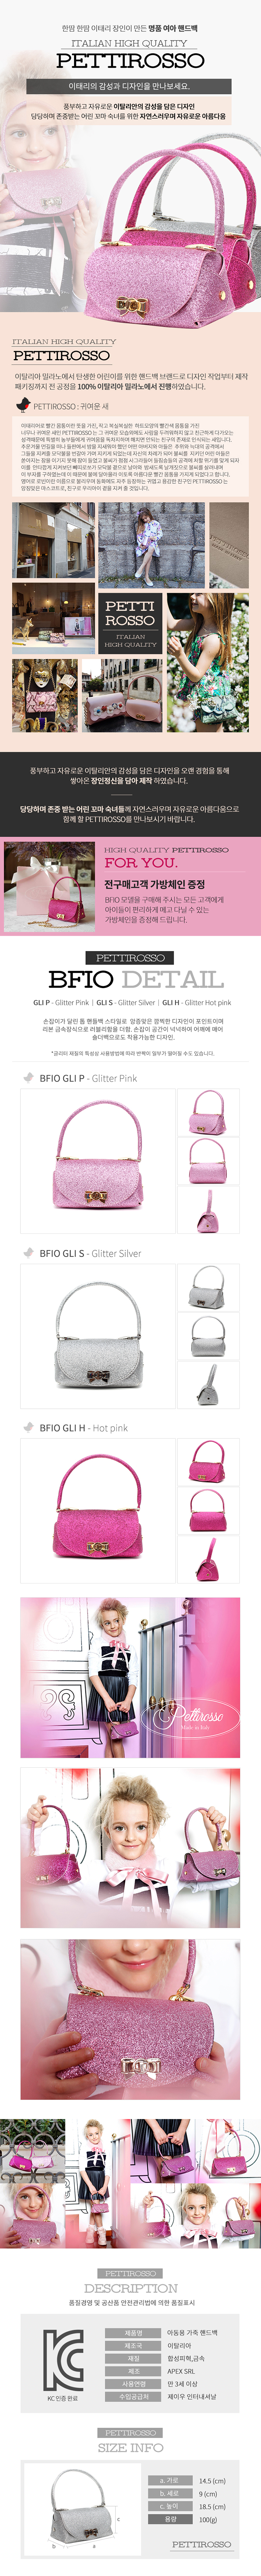 한땀 한땀 이태리 장인이 만든 명품 여아 핸드백
ITALIAN HIGH QUALITY
PETTIROSSO
이태리의 감성과 디자인을 만나보세요.
풍부하고 자유로운 이탈리안의 감성을 담은 디자인
당당하며 존중받는 어린 꼬마 숙녀를 위한 자연스러우며 자유로운 아름다움
ITALIAN HIGH QUALITY
PETTIROSSO
이탈리아 밀라노에서 탄생한 어린이를 위한 핸드백 브랜드로 디자인 작업부터 제작
패키징까지 전 공정을 100% 이탈리아 밀라노에서 진행하였습니다.
PETTIROSSO : 귀여운 새
PETTI
ROSSO
ITALIAN
HIGH QUALITY
풍부하고 자유로운 이탈리안의 감성을 담은 디자인을 오랜 경험을 통해
쌓아온 장인정신을 담아 제작 하였습니다.
당당하며 존중 받는 어린 꼬마 숙녀들께 자연스러우며 자유로운 아름다움으로
함께 할 PETTIROSSO를 만나보시기 바랍니다.
HIGH QUALITY PETTIROSSO
FOR YOU.
전구매고객 가방체인 증정
BFIO 모델을 구매해 주시는 모든 고객에게
아이들이 편리하게 메고 다닐 수 있는
가방체인을 증정해 드립니다.
PETTIROSSO
BFIO DETAIL
GLI P - Glitter Pink | GLI S - Glitter Silver | GLI H - Glitter Hot pink
손잡이가 달린 톱 핸들백 스타일로 앙증맞은 깜찍한 디자인이 포인트이며
리본 금속장식으로 러블리함을 더함. 손잡이 공간이 넉넉하여 어깨에 메어
숄더백으로도 착용가능한 디자인.
*글리터 재질의 특성상 사용방법에 따라 반짝이 일부가 떨어질 수도 있습니다.
BFIO GLI P - Glitter Pink
BFIO GLI S - Glitter Silver
BFIO GLI H - Hot pink
Pettirosso
Made in Italy
PETTIROSSO
DESCRIPTION
품질경영 및 공산품 안전관리법에 의한 품질표시
KC 인증 완료
제품명 아동용 가죽 핸드백
제조국 이탈리아
재질 합성피혁,금속
제조 APEX SRL
사용연령 만 3세 이상
수입공급처 제이우 인터내셔날
PETTIROSSO
SIZE INFO
a. 가로 14.5 (cm)
b. 세로 9 (cm)
c. 높이 18.5 (cm)
중량 100(g)
a
b
c
PETTIROSSO